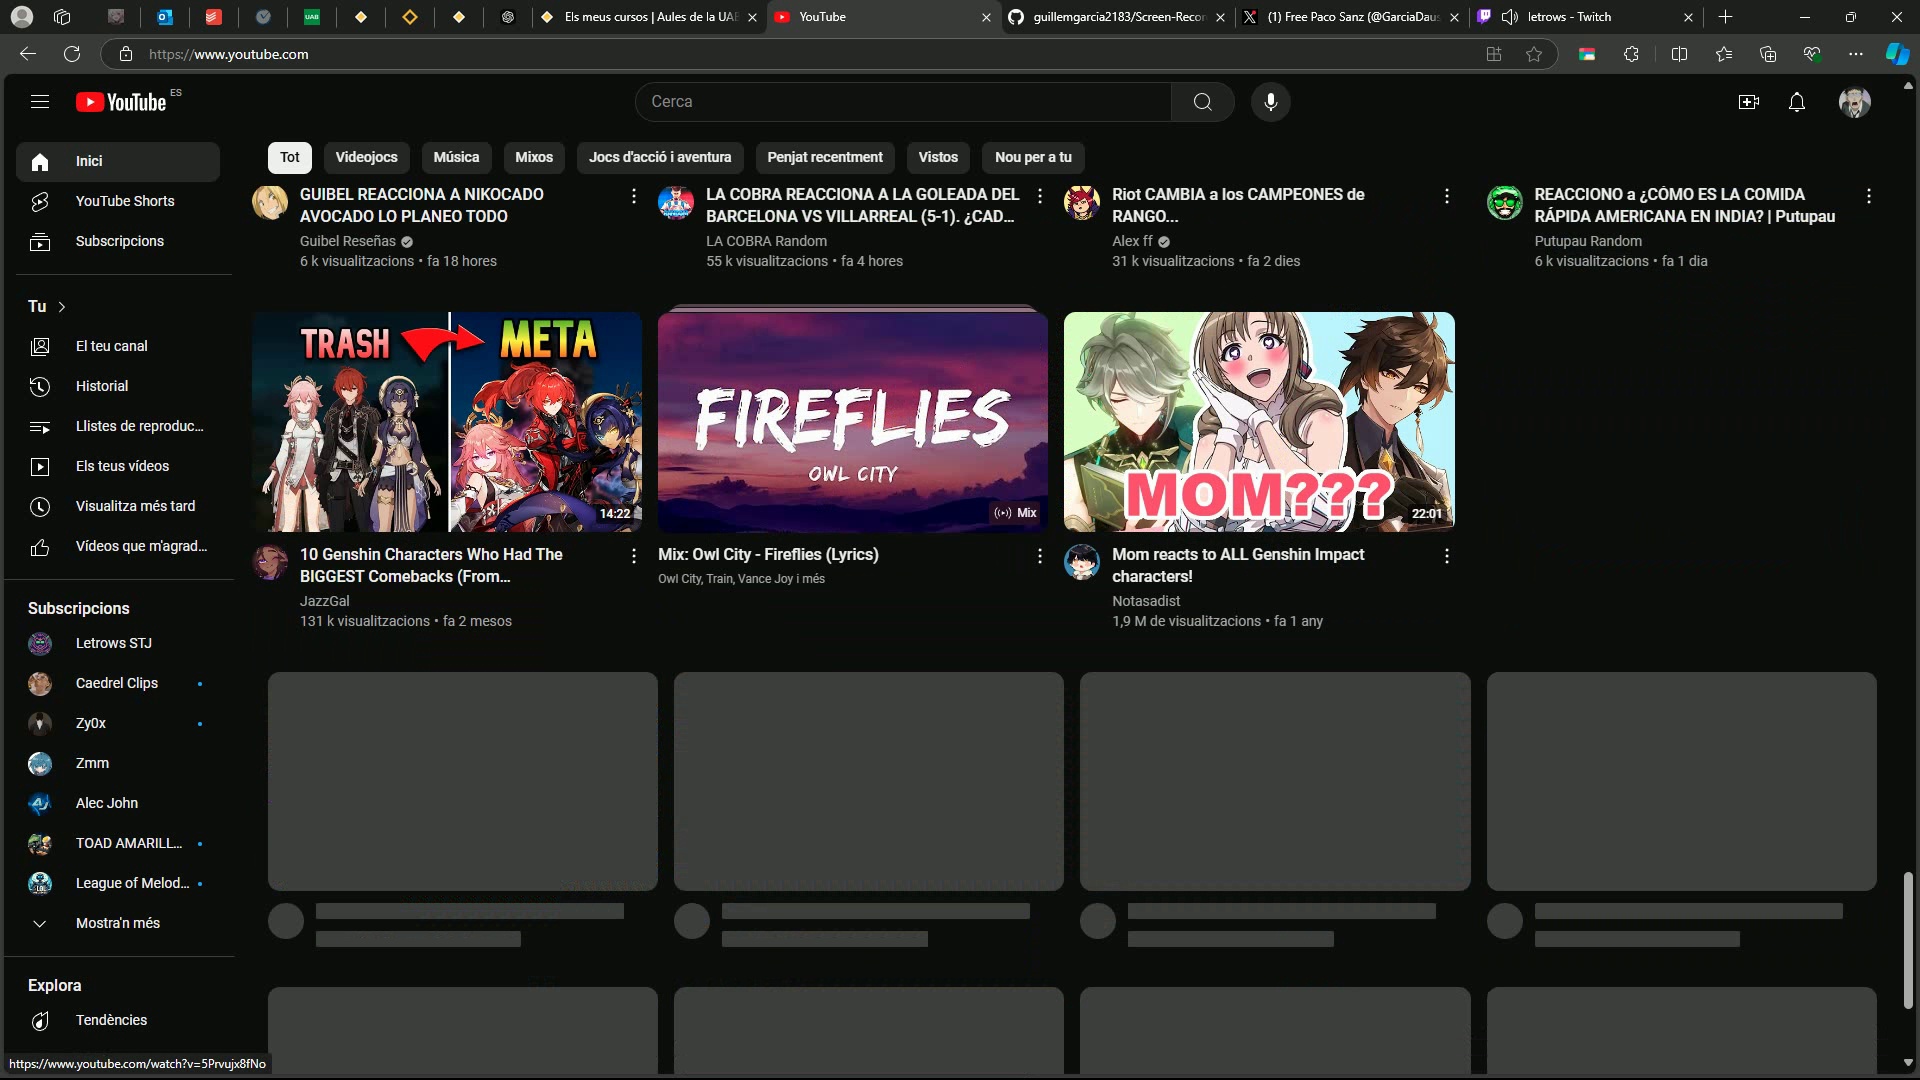 Els meus cursos | Aules de la UAB
YouTube
guillemgarcia2183/Screen-Recor
(1) Free Paco Sanz (@GarciaDaus
letrows - Twitch
https://www.youtube.com
YouTube ES
Cerca
Inici
YouTube Shorts
Subscripcions
Tu
El teu canal
Historial
Llistes de reproduc...
Els teus vídeos
Visualitza més tard
Vídeos que m'agrad...
Subscripcions
Letrows STJ
Caedrel Clips
Zy0x
Zmm
Alec John
TOAD AMARILL...
League of Melod...
Mostra'n més
Explora
Tendències
https://www.youtube.com/watch?v=5Prvujx8fNo
Tot
Videojocs
Música
Mixos
Jocs d'acció i aventura
Penjat recentment
Vistos
Nou per a tu
GUIBEL REACCIONA A NIKOCADO
AVOCADO LO PLANEO TODO
Guibel Reseñas
6 k visualitzacions • fa 18 hores
LA COBRA REACCIONA A LA GOLEADA DEL
BARCELONA VS VILLARREAL (5-1). ¿CAD...
LA COBRA Random
55 k visualitzacions • fa 4 hores
Riot CAMBIA a los CAMPEONES de
RANGO...
Alex ff
31 k visualitzacions • fa 2 dies
REACCIONO a ¿CÓMO ES LA COMIDA
RÁPIDA AMERICANA EN INDIA? | Putupau
Putupau Random
6 k visualitzacions • fa 1 dia
TRASH META
14:22
10 Genshin Characters Who Had The
BIGGEST Comebacks (From...
JazzGal
131 k visualitzacions • fa 2 mesos
FIREFLIES
OWL CITY
Mix
Mix: Owl City - Fireflies (Lyrics)
Owl City, Train, Vance Joy i més
MOM???
22:01
Mom reacts to ALL Genshin Impact
characters!
Notasadist
1,9 M de visualitzacions • fa 1 any